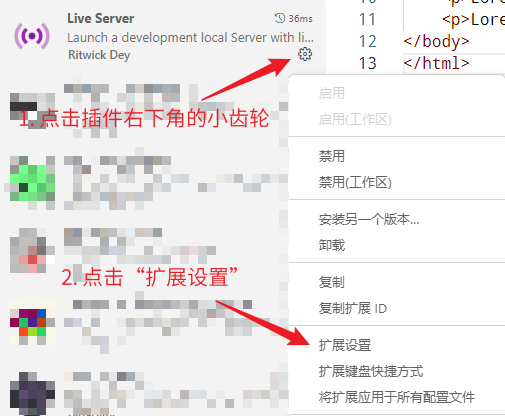 Live Server
36ms
Launch a development local Server with li...
Ritwick Dey
11
<p>Lore
12
</body>
13
</html>
1. 点击插件右下角的小齿轮
2. 点击“扩展设置”
启用
启用(工作区)
禁用
禁用(工作区)
安装另一个版本...
卸载
复制
复制扩展 ID
扩展设置
扩展键盘快捷方式
将扩展应用于所有配置文件